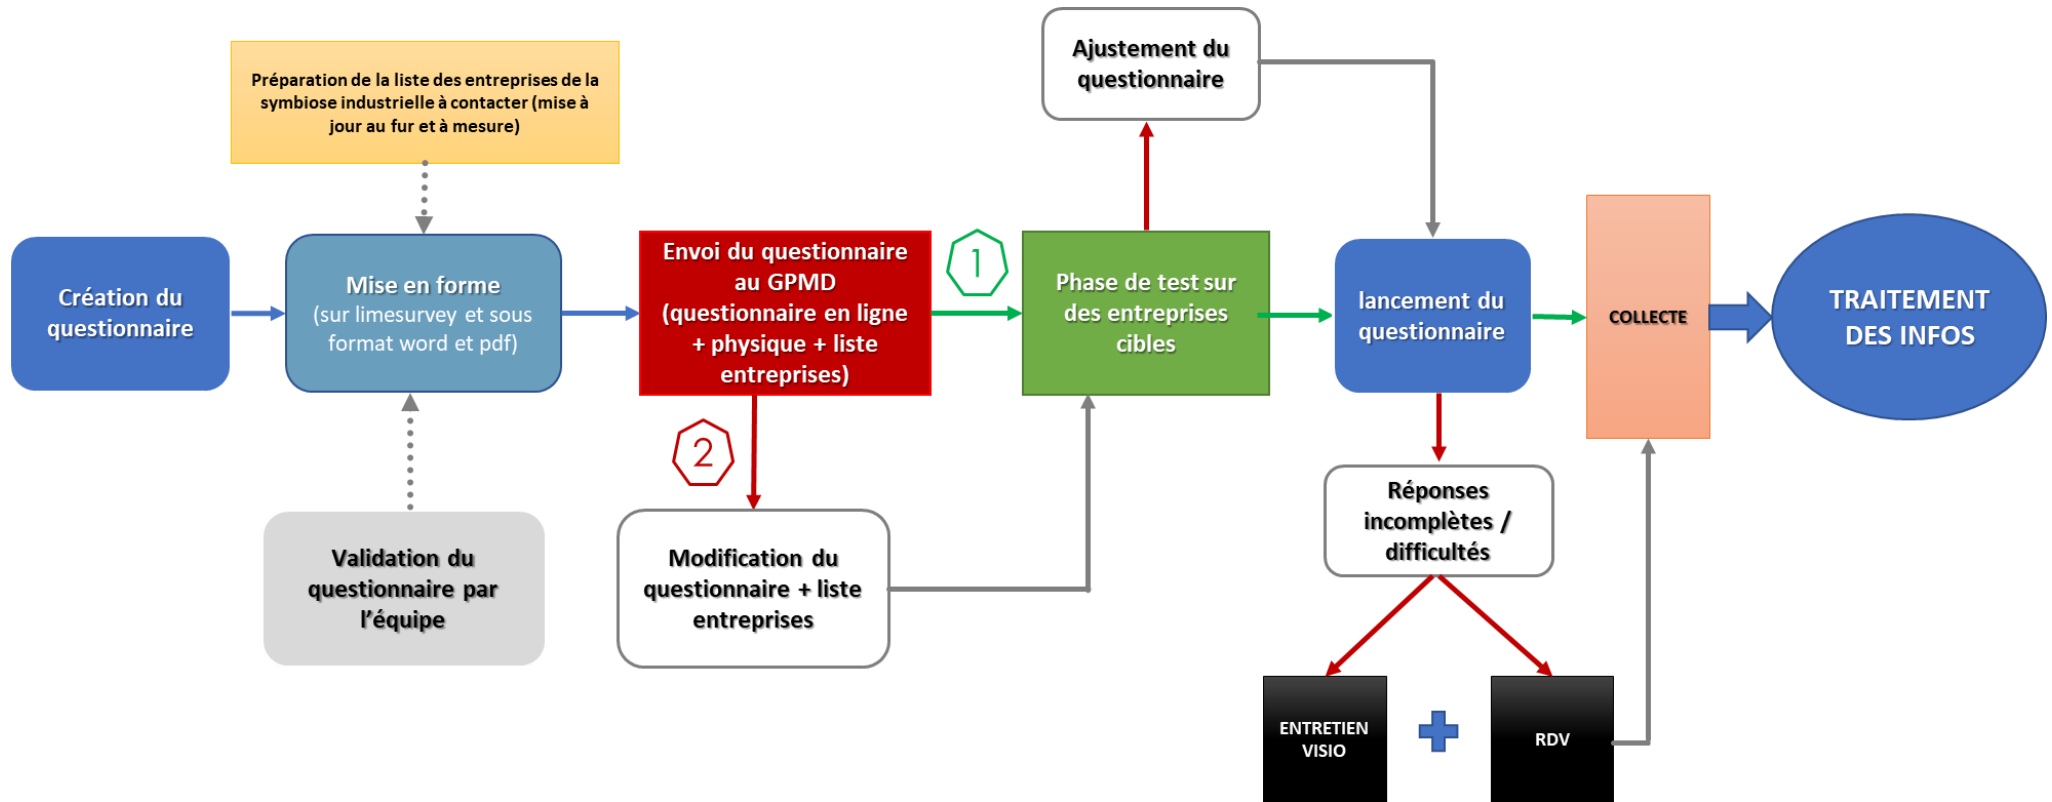 Ajustement du
questionnaire
Préparation de la liste des entreprises de la
symbiose industrielle à contacter (mise à
jour au fur et à mesure)
Création du
questionnaire
Mise en forme
(sur limesurvey et sous
format word et pdf)
Envoi du questionnaire
au GPMD
(questionnaire en ligne
+ physique + liste
entreprises)
1
Phase de test sur
des entreprises
cibles
lancement du
questionnaire
COLLECTE
TRAITEMENT
DES INFOS
2
Validation du
questionnaire par
l’équipe
Modification du
questionnaire + liste
entreprises
Réponses
incomplètes /
difficultés
ENTRETIEN
VISIO
RDV